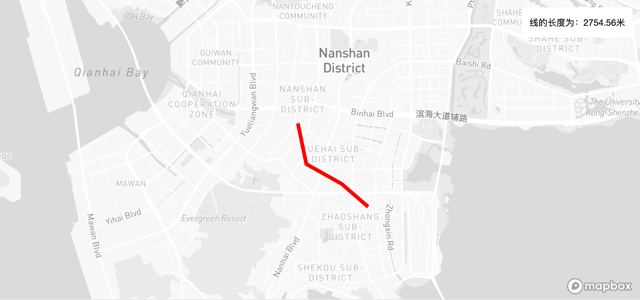 OH Bay
NANTOUCHENG
COMMUNITY
线的长度为：2754.56米
SHAHE SUB-
DISTRICT
GUIWAN
COMMUNITY
Nanshan
District
Baishi Rd
Qianhai Bay
QIANHAI
COOPERATION
ZONE
Yueliangwan Blvd
NANSHAN
SUB-
DISTRICT
Binhai Blvd
滨海大道辅路
The University
Kong-Shenzhen
UEHAI SUB-
DISTRICT
MAWAN
Mawan Blvd
Yihai Blvd
Evergreen Resort
ZHAOSHANG
SUB-
DISTRICT
Zhongxin Rd
Nanhai Blvd
SHEKOU SUB-
DISTRICT
mapbox